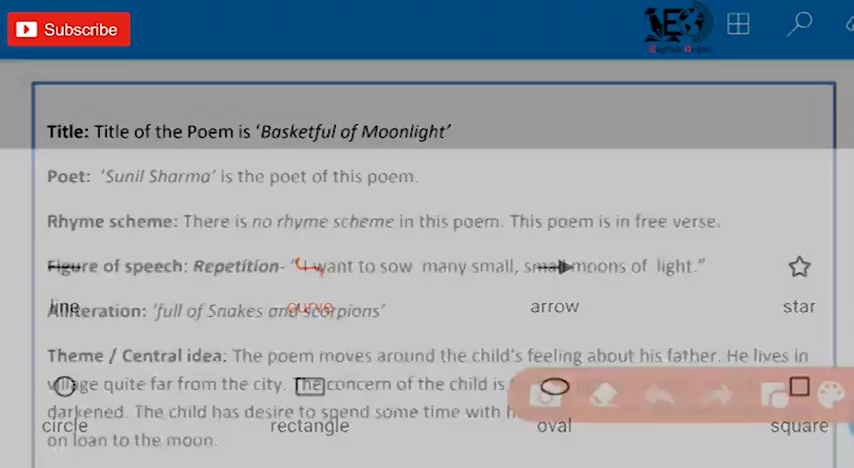 Subscribe
English
Title: Title of the Poem is ‘Basketful of Moonlight’
Poet: ‘Sunil Sharma’ is the poet of this poem.
Rhyme scheme: There is no rhyme scheme in this poem. This poem is in free verse.
Figure of speech: Repetition- “I want to sow many small, small moons of light.”
line curve arrow star
Alliteration: ‘full of Snakes and scorpions’
Theme / Central idea: The poem moves around the child's feeling about his father. He lives in
village quite far from the city. The concern of the child is
darkened. The child has desire to spend some time with
circle rectangle oval square
on loan to the moon.